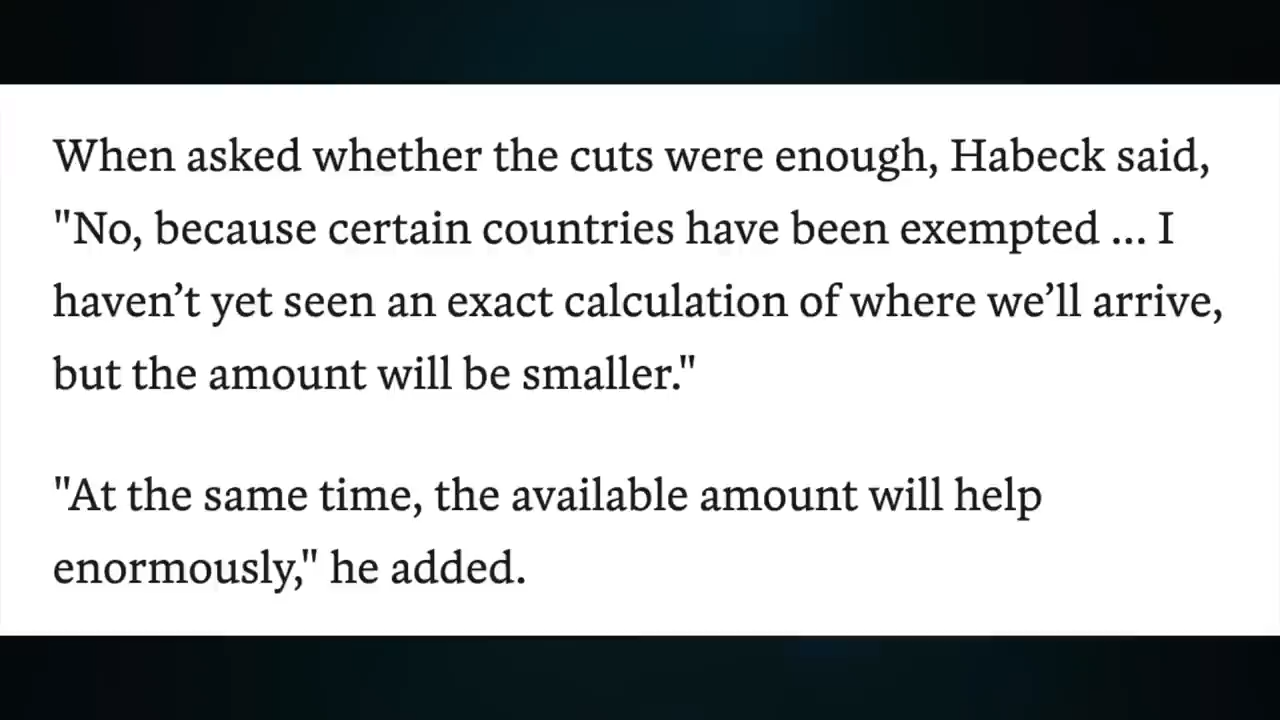 When asked whether the cuts were enough, Habeck said,
"No, because certain countries have been exempted ... I
haven’t yet seen an exact calculation of where we’ll arrive,
but the amount will be smaller."
"At the same time, the available amount will help
enormously," he added.